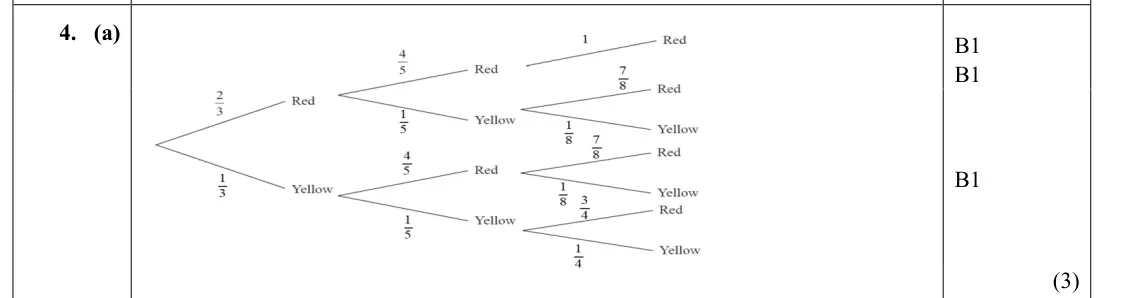 4. (a)
B1
B1
B1
(3)
2/3 Red
1/3 Yellow
4/5 Red
1/5 Yellow
4/5 Red
1/5 Yellow
1 Red
7/8 Red
1/8 Yellow
7/8 Red
1/8 Yellow
3/4 Red
1/4 Yellow